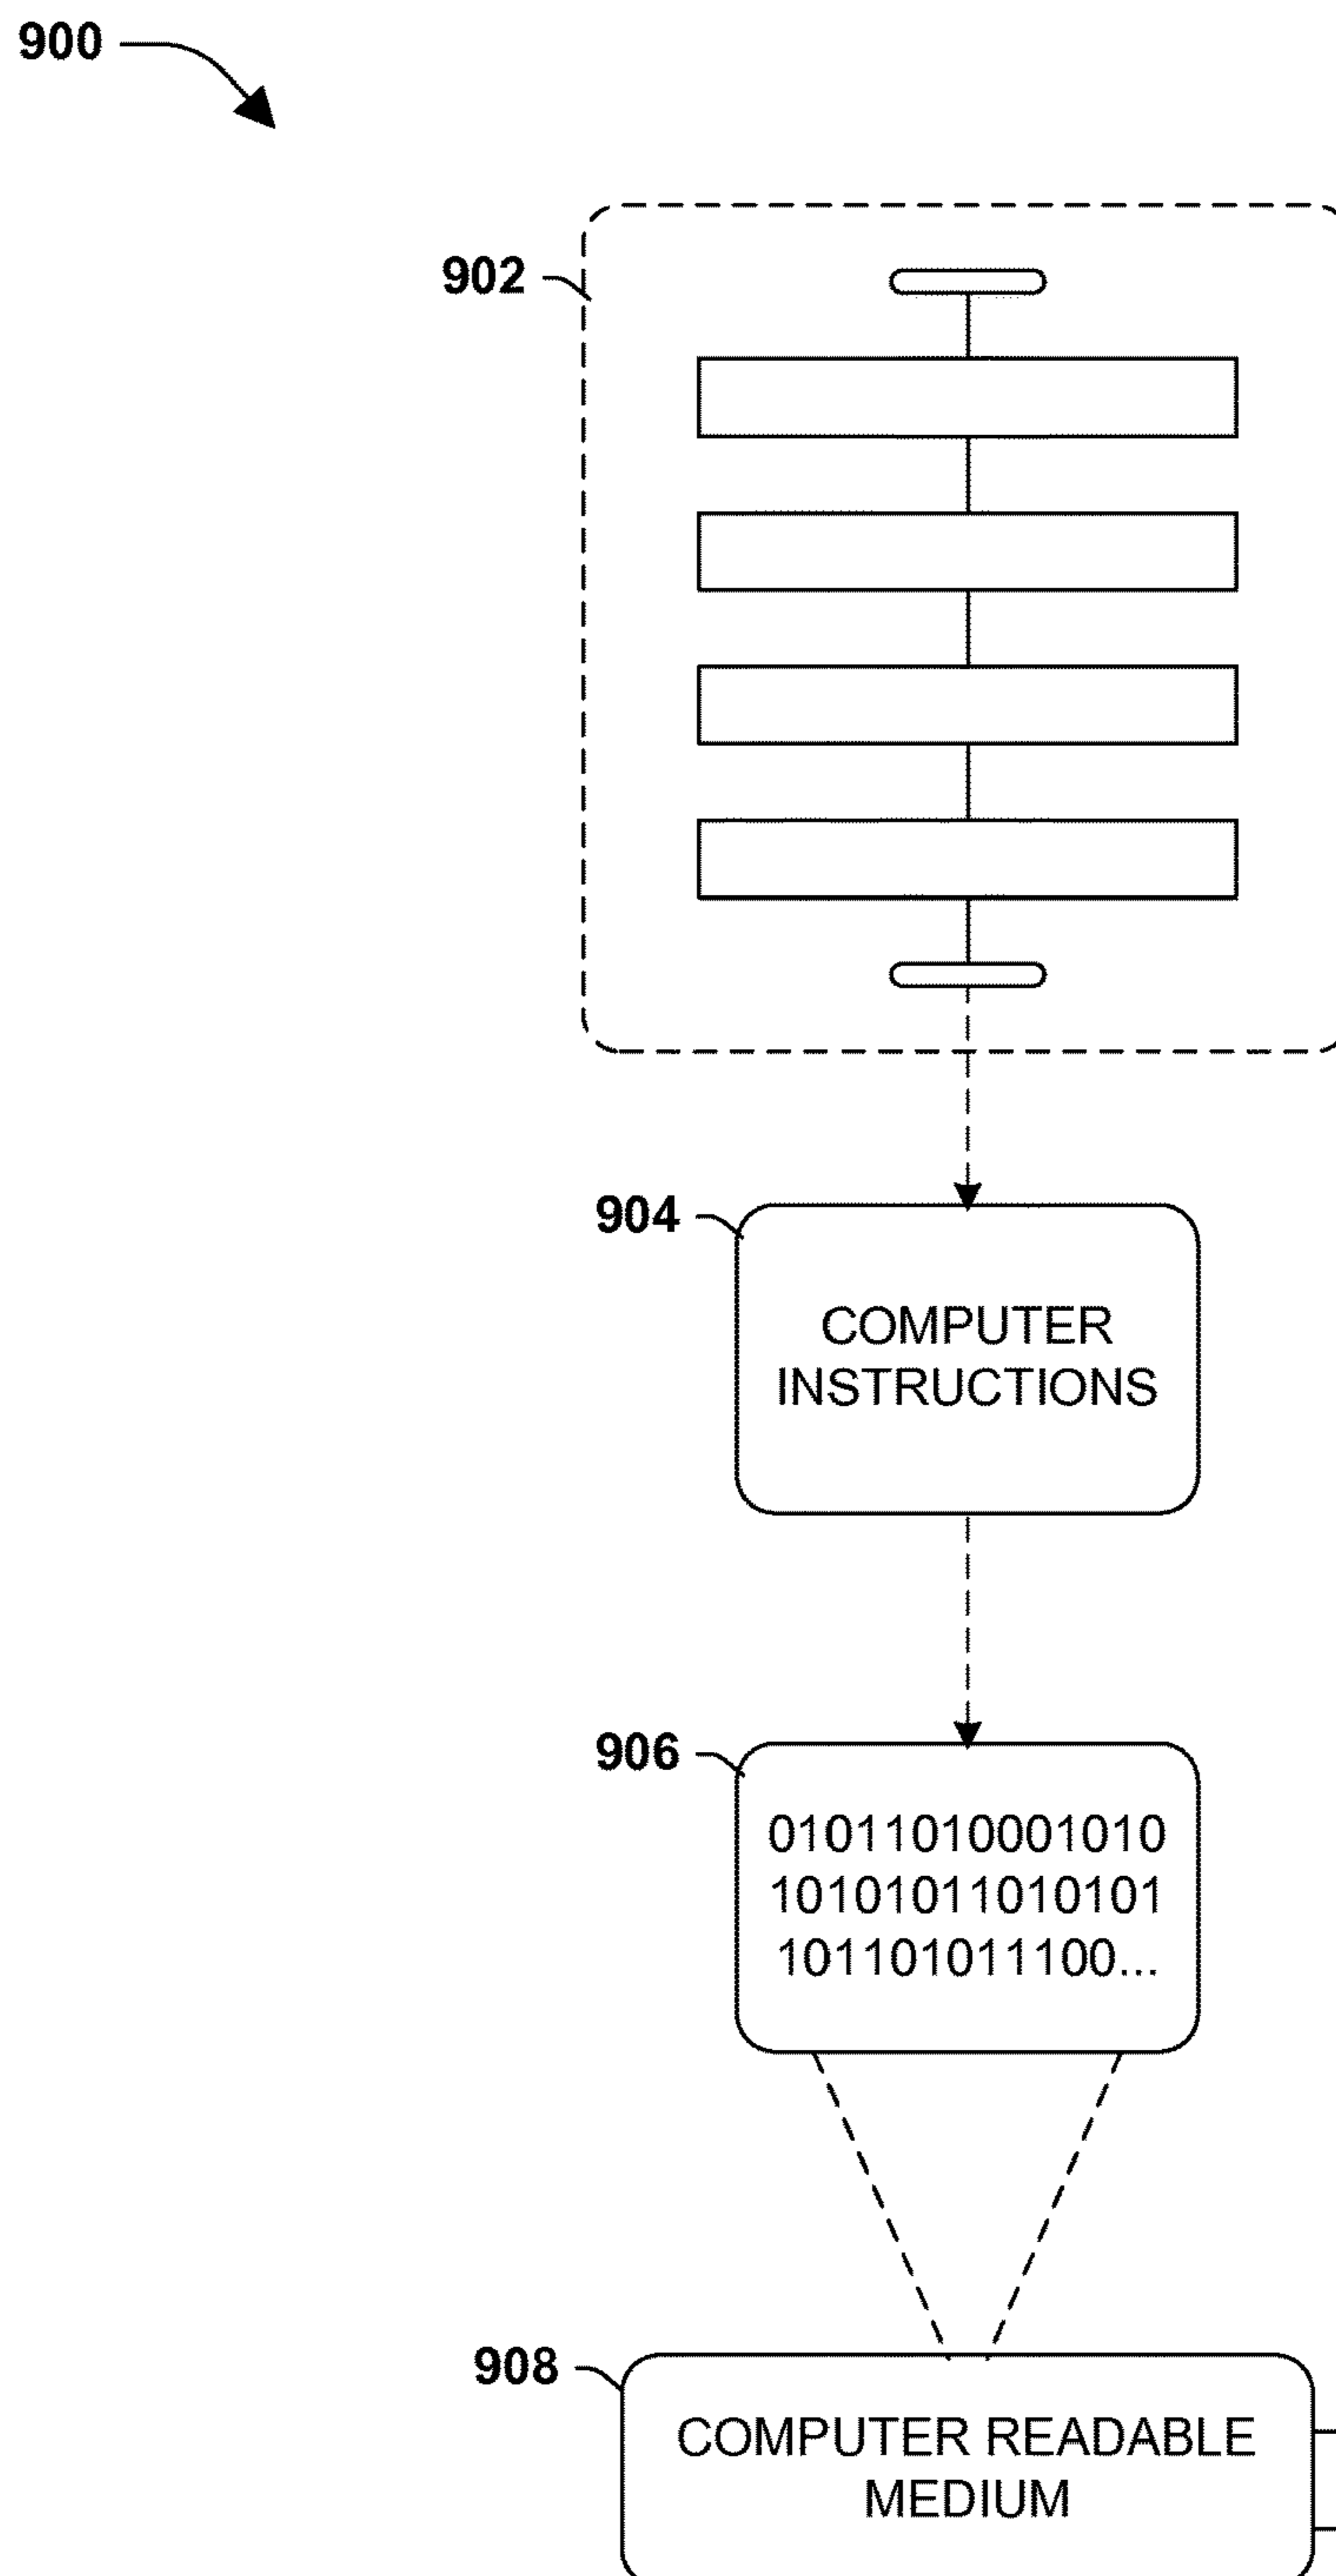 900
902
904
COMPUTER
INSTRUCTIONS
906
01011010001010
10101011010101
101101011100...
908
COMPUTER READABLE
MEDIUM